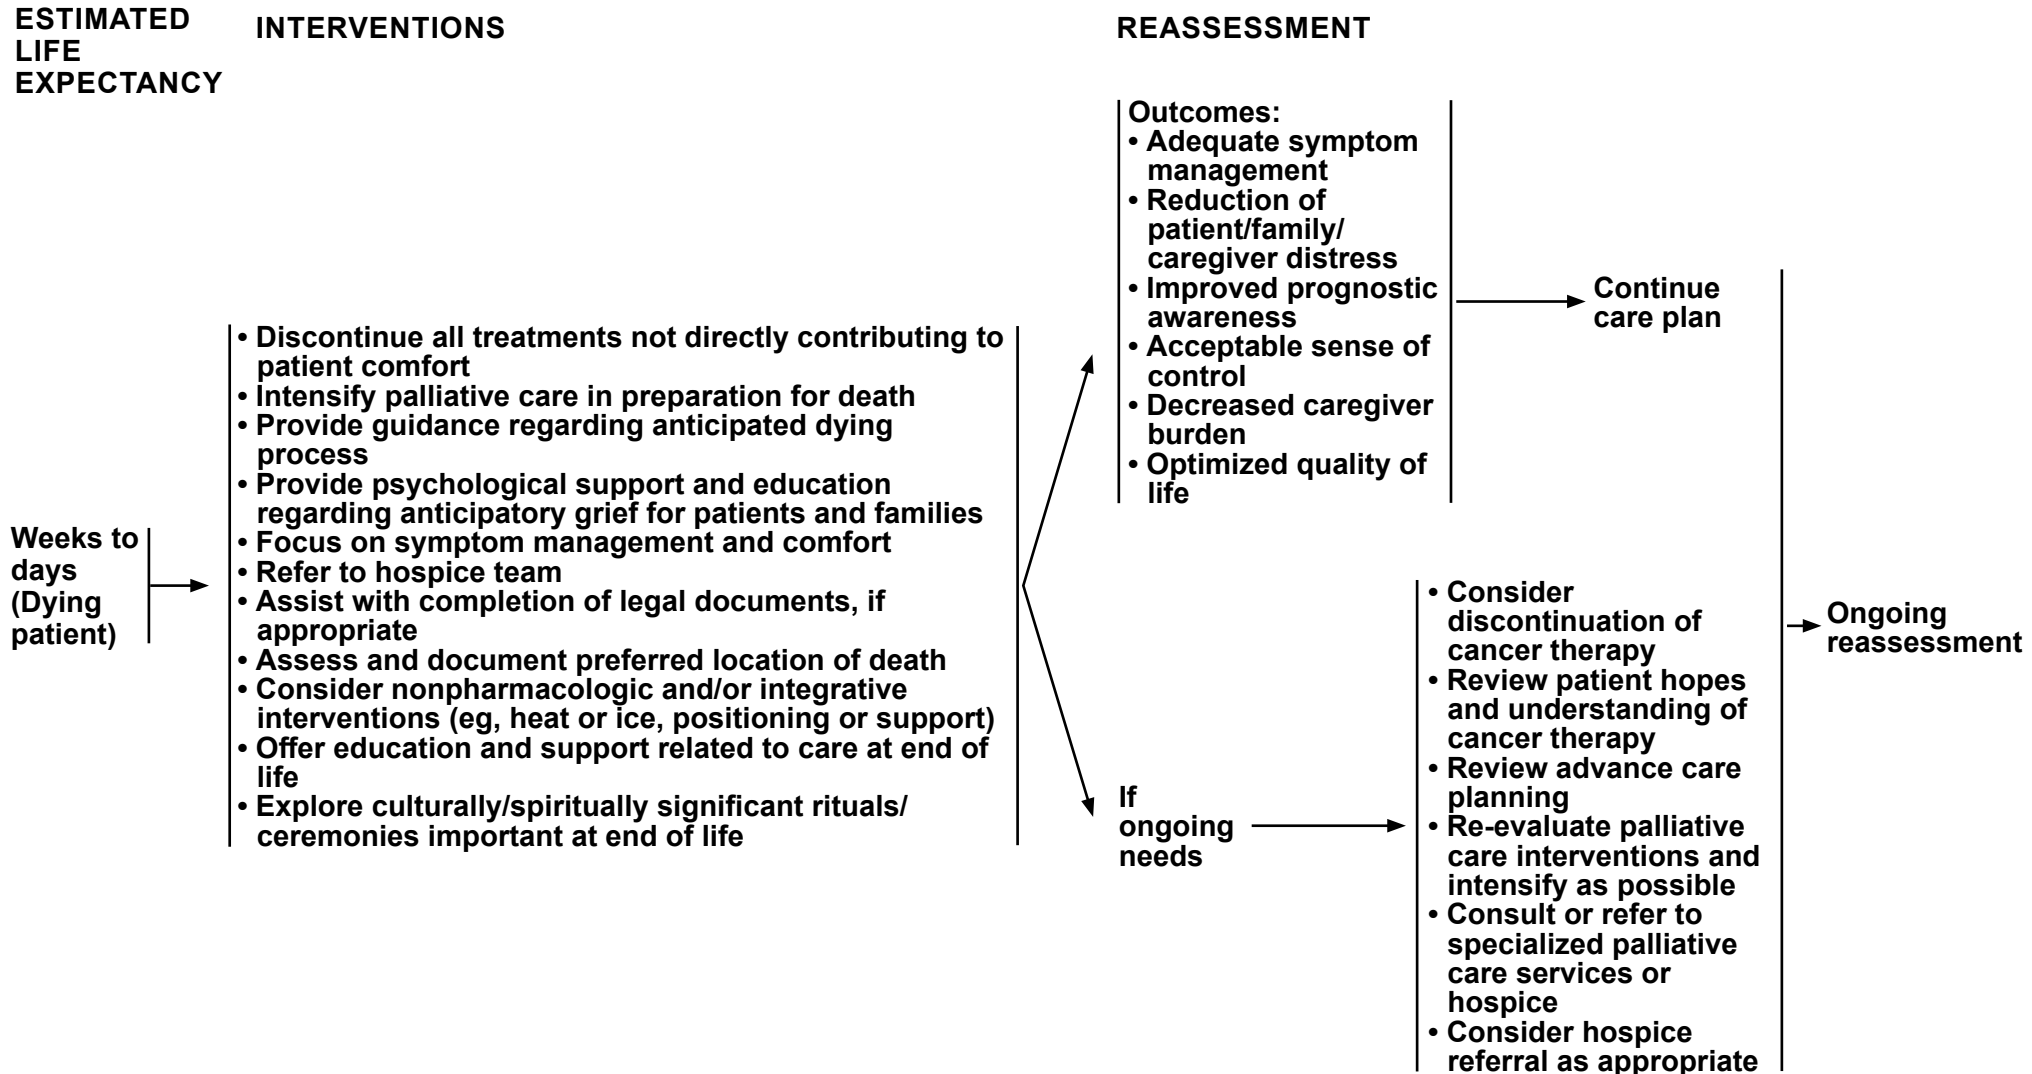 ESTIMATED
LIFE
EXPECTANCY
INTERVENTIONS
REASSESSMENT
Weeks to
days
(Dying
patient)
• Discontinue all treatments not directly contributing to
patient comfort
• Intensify palliative care in preparation for death
• Provide guidance regarding anticipated dying
process
• Provide psychological support and education
regarding anticipatory grief for patients and families
• Focus on symptom management and comfort
• Refer to hospice team
• Assist with completion of legal documents, if
appropriate
• Assess and document preferred location of death
• Consider nonpharmacologic and/or integrative
interventions (eg, heat or ice, positioning or support)
• Offer education and support related to care at end of
life
• Explore culturally/spiritually significant rituals/
ceremonies important at end of life
Outcomes:
• Adequate symptom
management
• Reduction of
patient/family/
caregiver distress
• Improved prognostic
awareness
• Acceptable sense of
control
• Decreased caregiver
burden
• Optimized quality of
life
Continue
care plan
If
ongoing
needs
• Consider
discontinuation of
cancer therapy
• Review patient hopes
and understanding of
cancer therapy
• Review advance care
planning
• Re-evaluate palliative
care interventions and
intensify as possible
• Consult or refer to
specialized palliative
care services or
hospice
• Consider hospice
referral as appropriate
Ongoing
reassessment